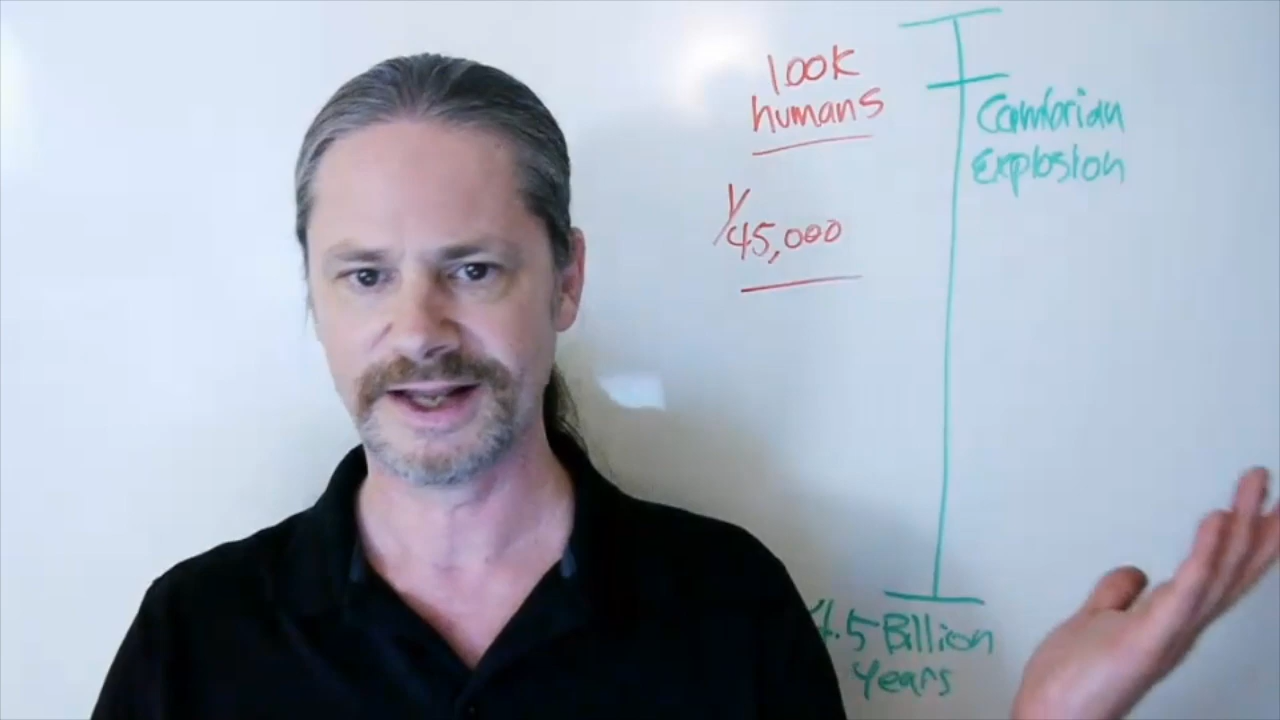 100K
humans
1/45,000
Cambrian
Explosion
4.5 Billion
Years